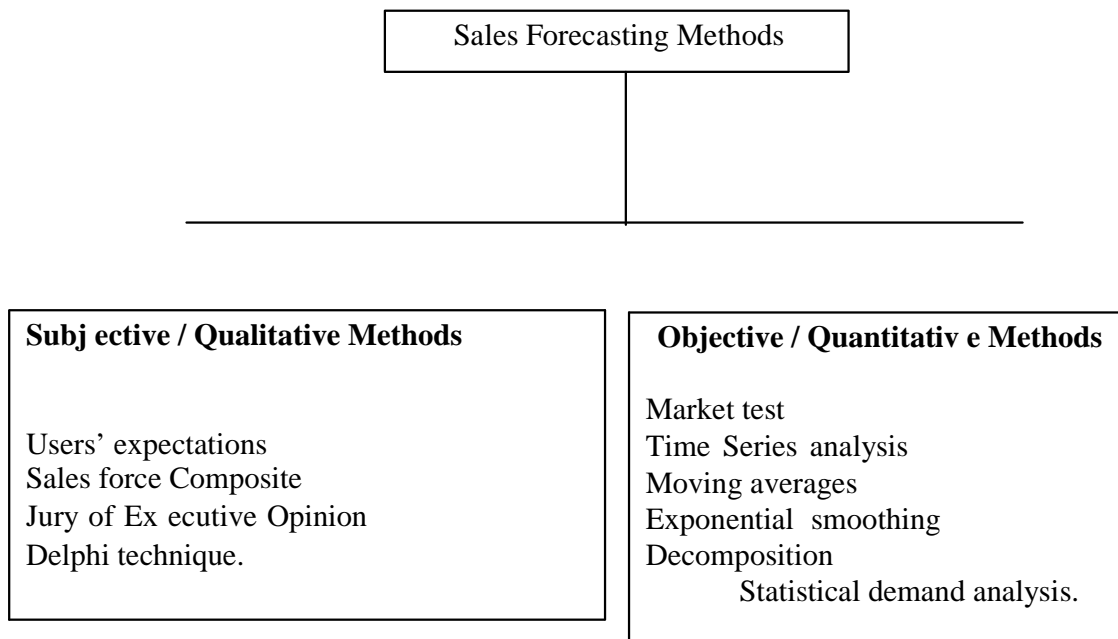 Sales Forecasting Methods
Subj ective / Qualitative Methods
Users’ expectations
Sales force Composite
Jury of Ex ecutive Opinion
Delphi technique.
Objective / Quantitativ e Methods
Market test
Time Series analysis
Moving averages
Exponential smoothing
Decomposition
Statistical demand analysis.